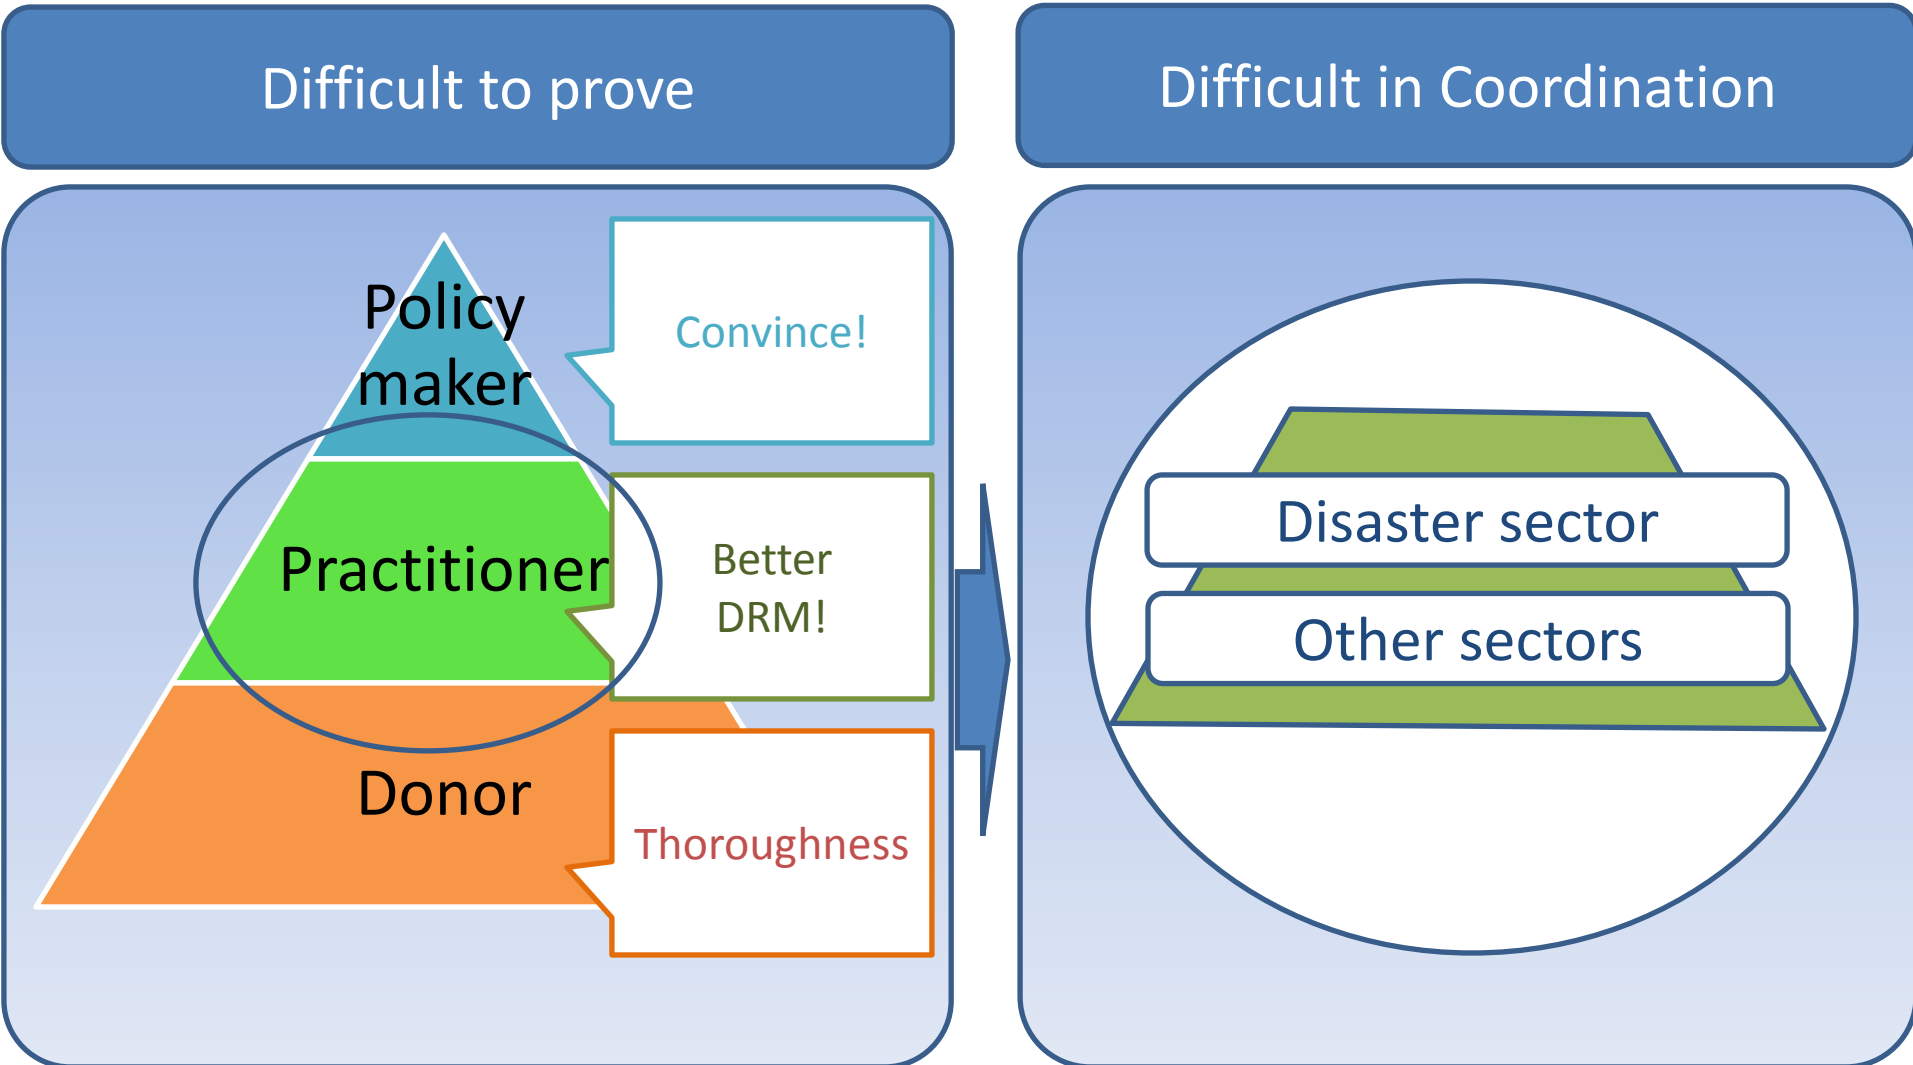 Difficult to prove
Difficult in Coordination
Policy
maker
Convince!
Practitioner
Better
DRM!
Donor
Thoroughness
Disaster sector
Other sectors